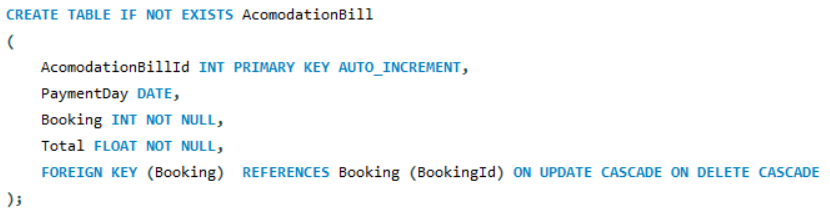 CREATE TABLE IF NOT EXISTS AcomodationBill
(
AcomodationBillId INT PRIMARY KEY AUTO_INCREMENT,
PaymentDay DATE,
Booking INT NOT NULL,
Total FLOAT NOT NULL,
FOREIGN KEY (Booking)  REFERENCES Booking (BookingId) ON UPDATE CASCADE ON DELETE CASCADE
);